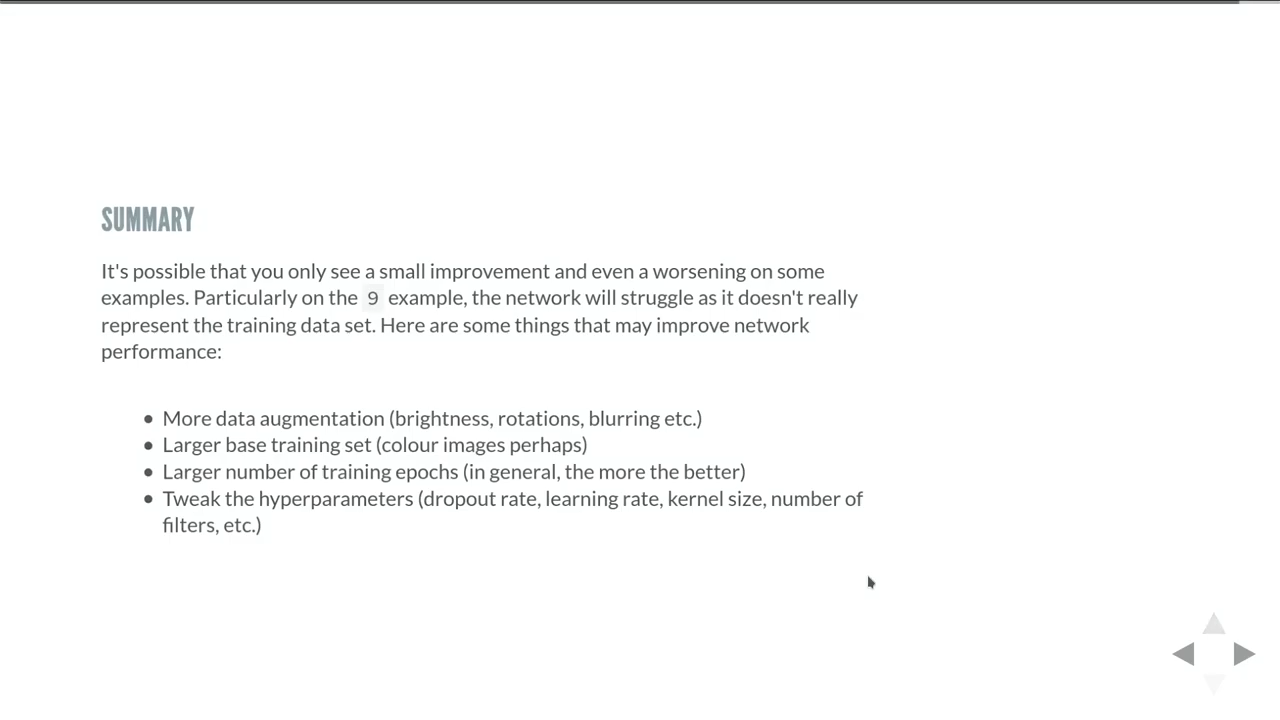 SUMMARY
It's possible that you only see a small improvement and even a worsening on some
examples. Particularly on the 9 example, the network will struggle as it doesn't really
represent the training data set. Here are some things that may improve network
performance:
• More data augmentation (brightness, rotations, blurring etc.)
• Larger base training set (colour images perhaps)
• Larger number of training epochs (in general, the more the better)
• Tweak the hyperparameters (dropout rate, learning rate, kernel size, number of
filters, etc.)